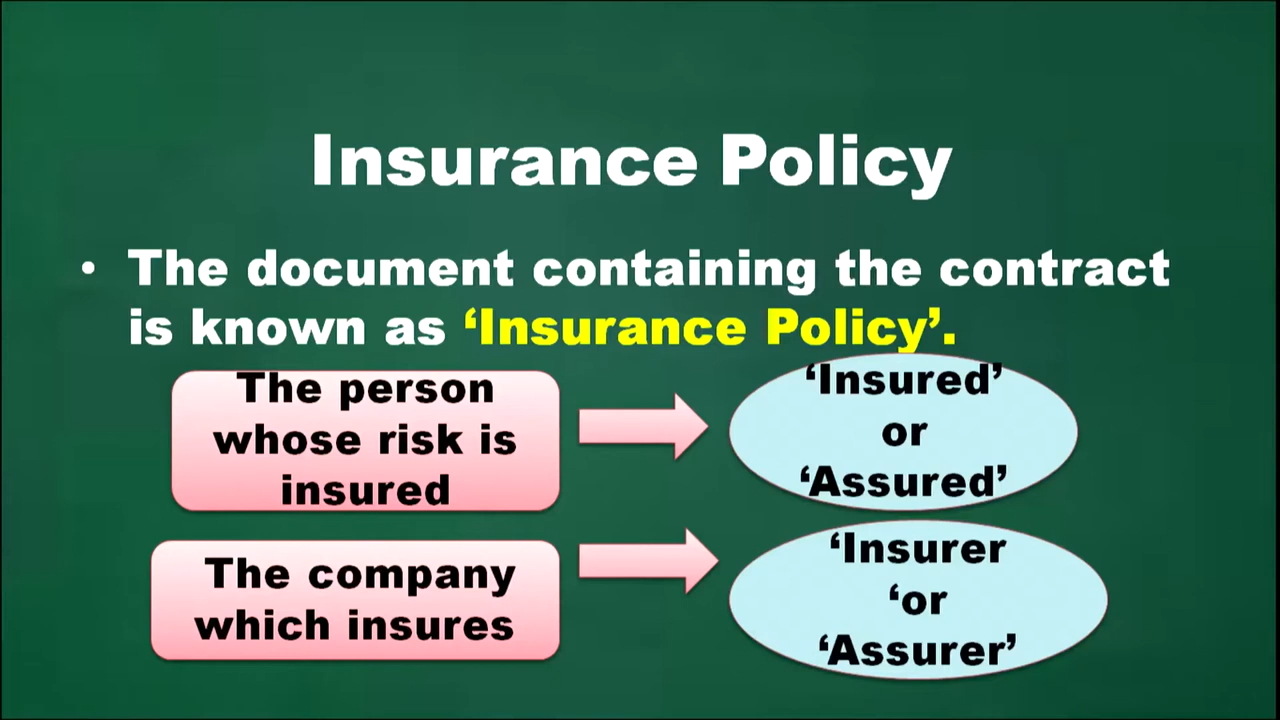 Insurance Policy
• The document containing the contract
is known as ‘Insurance Policy’.
The person
whose risk is
insured
‘Insured’
or
‘Assured’
The company
which insures
‘Insurer
‘or
‘Assurer’